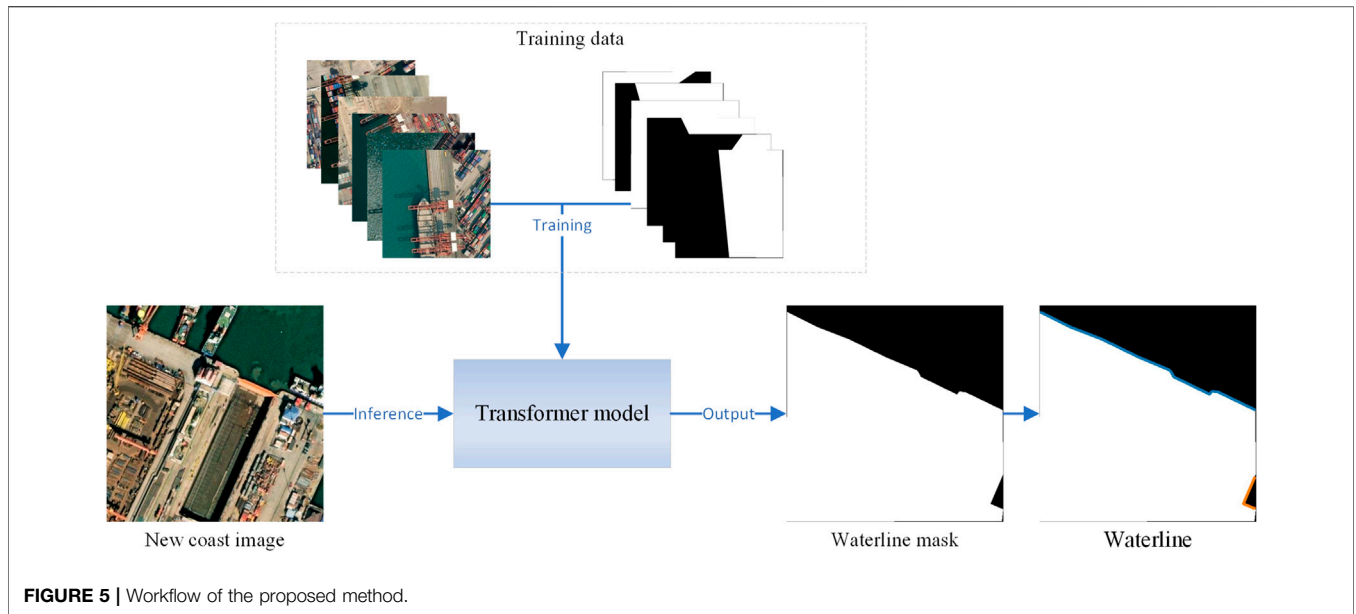 Training data
Training
Inference
Transformer model
Output
New coast image
Waterline mask
Waterline
FIGURE 5 | Workflow of the proposed method.